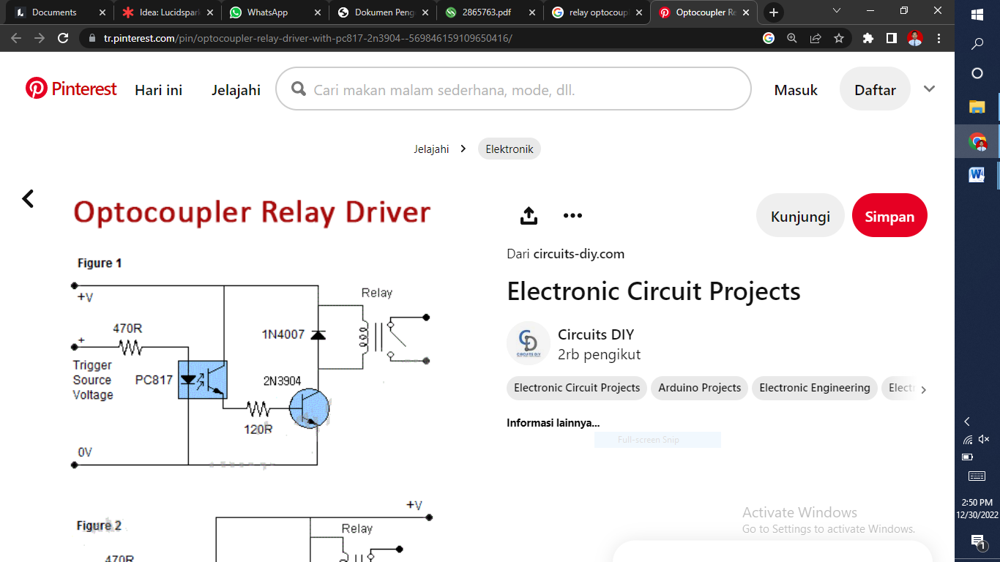 Documents
Idea: Lucidspark
WhatsApp
Dokumen Peng
2865763.pdf
relay optocoup
Optocoupler Re
tr.pinterest.com/pin/optocoupler-relay-driver-with-pc817-2n3904--569846159109650416/
Pinterest
Hari ini
Jelajahi
Cari makan malam sederhana, mode, dll.
Masuk
Daftar
Jelajahi
Elektronik
Optocoupler Relay Driver
Figure 1
+V
Relay
470R
+
1N4007
Trigger
Source
Voltage
PC817
2N3904
120R
0V
+V
Figure 2
Relay
470R
Kunjungi
Simpan
Dari circuits-diy.com
Electronic Circuit Projects
CD
CIRCUITS DIY
Circuits DIY
2rb pengikut
Electronic Circuit Projects
Arduino Projects
Electronic Engineering
Electr
Informasi lainnya...
Full-screen Snip
Activate Windows
Go to Settings to activate Windows.
2:50 PM
12/30/2022
1